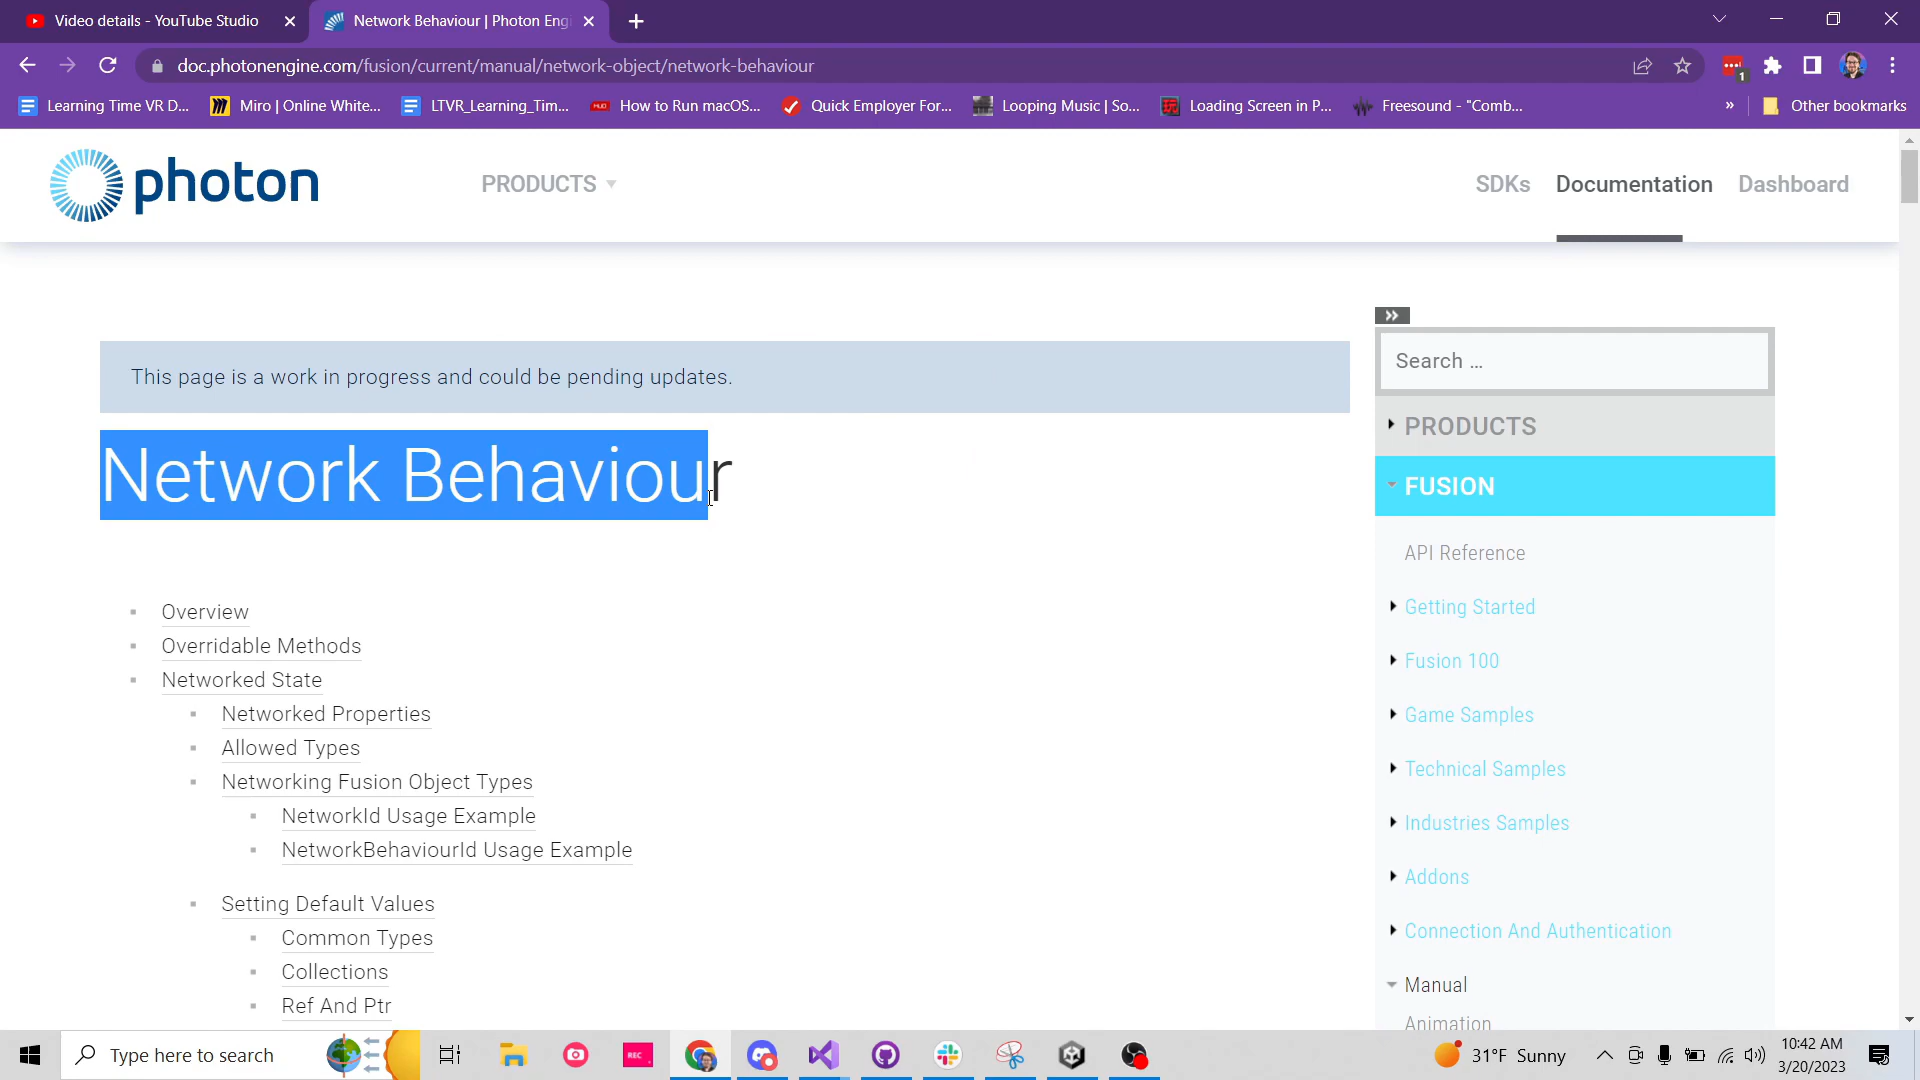 Video details - YouTube Studio
Network Behaviour | Photon Eng
doc.photonengine.com/fusion/current/manual/network-object/network-behaviour
1
Learning Time VR D...
Miro | Online White...
LTVR_Learning_Tim...
How to Run macOS...
Quick Employer For...
Looping Music | So...
Loading Screen in P...
Freesound - "Comb...
»
Other bookmarks
photon
PRODUCTS
SDKs
Documentation
Dashboard
This page is a work in progress and could be pending updates.
Network Behaviour
Overview
Overridable Methods
Networked State
Networked Properties
Allowed Types
Networking Fusion Object Types
NetworkId Usage Example
NetworkBehaviourId Usage Example
Setting Default Values
Common Types
Collections
Ref And Ptr
Search ...
PRODUCTS
FUSION
API Reference
Getting Started
Fusion 100
Game Samples
Technical Samples
Industries Samples
Addons
Connection And Authentication
Manual
Animation
Type here to search
REC
31°F Sunny
10:42 AM
3/20/2023